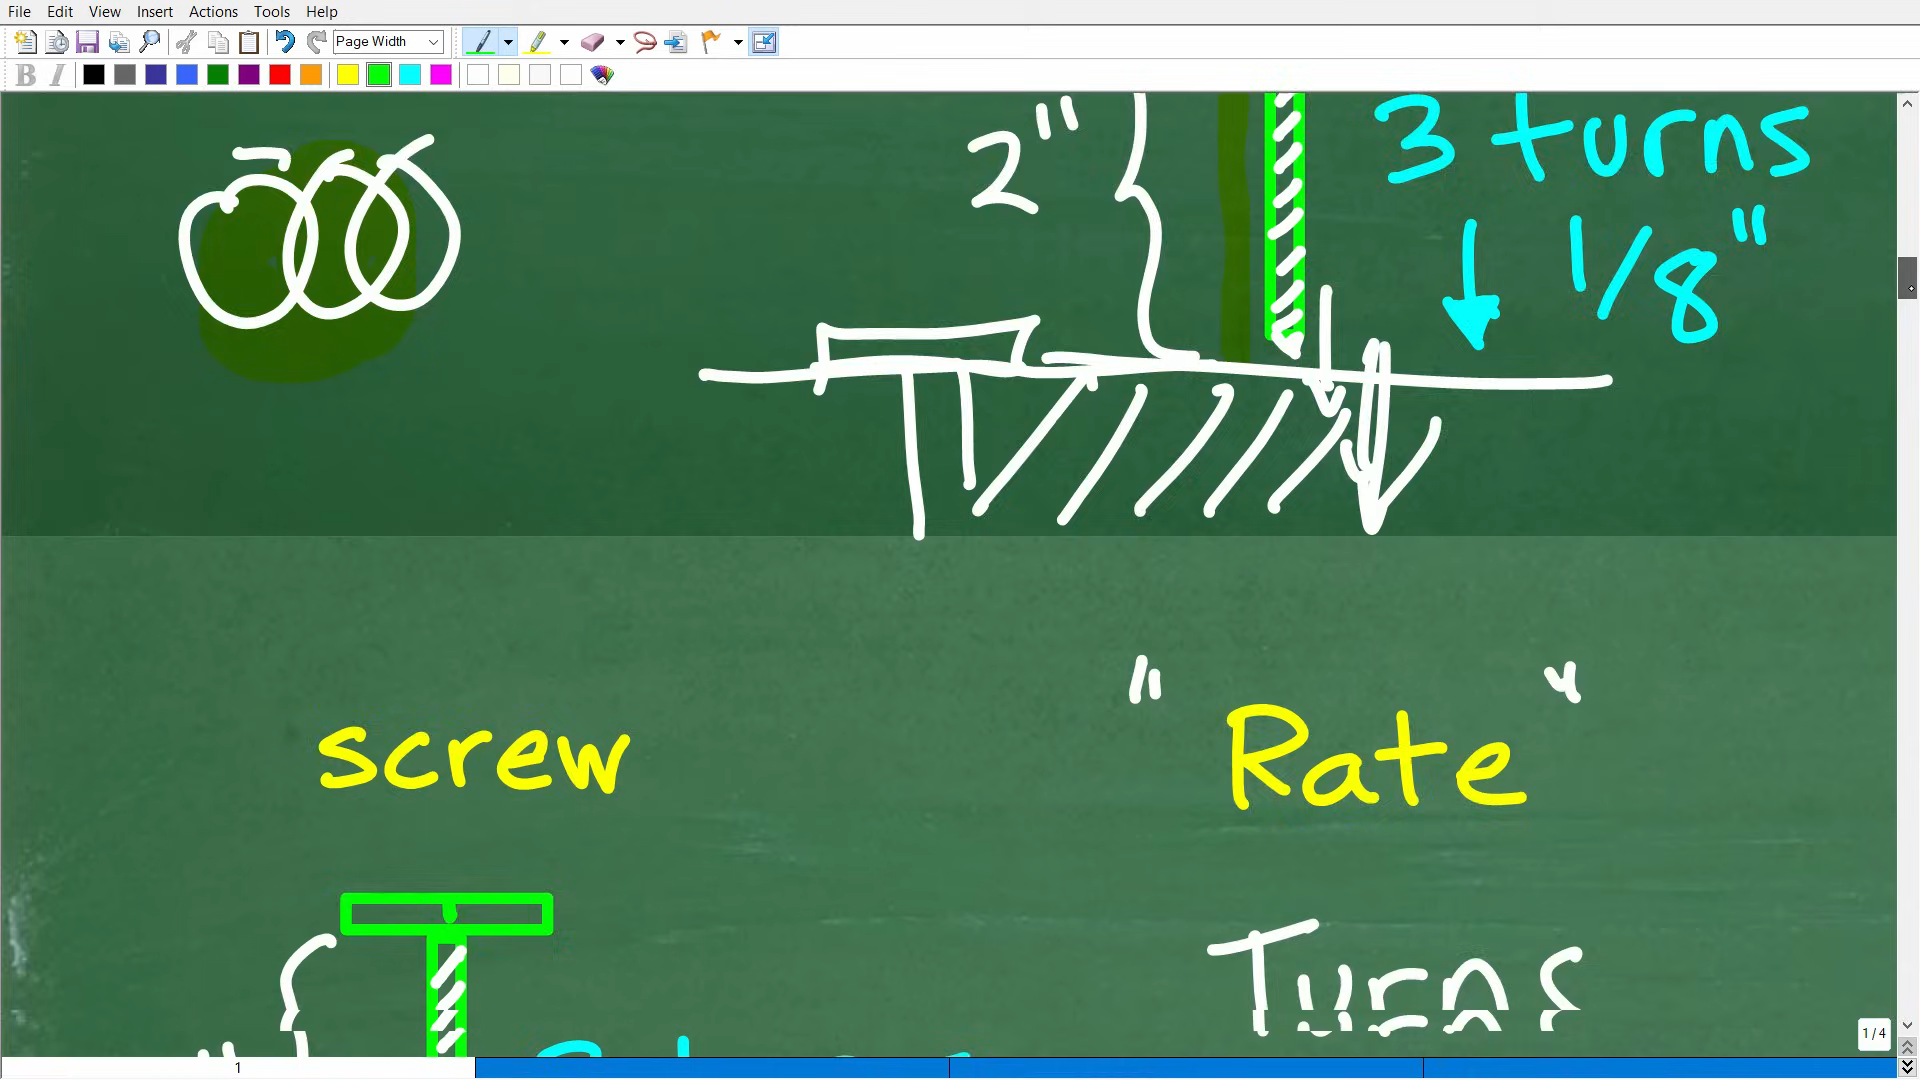 File Edit View Insert Actions Tools Help
Page Width
B I
2"
3 turns
1/8"
screw
"Rate"
Turns
1 / 4
1